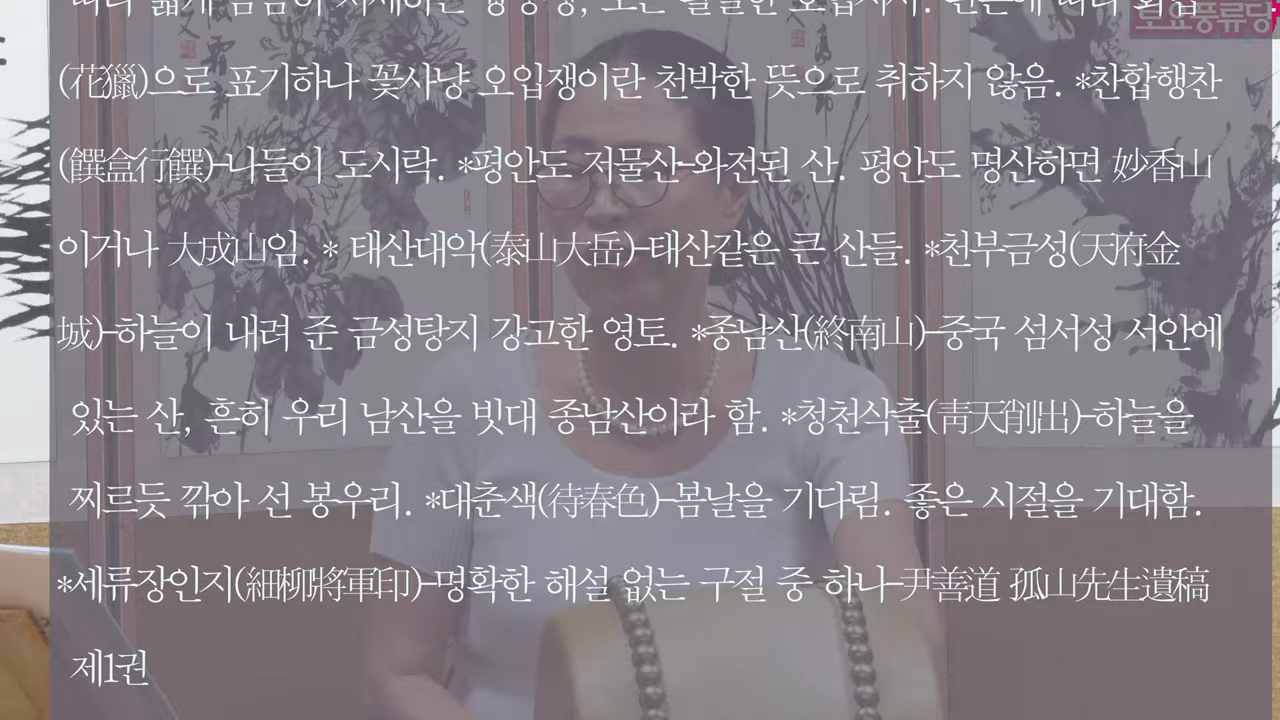 토요풍류당
(花獵)으로 표기하나 꽃사냥 오입쟁이란 천박한 뜻으로 취하지 않음. *찬합행찬
(饌盒行饌)-나들이 도시락. *평안도 저물산-와전된 산. 평안도 명산하면 妙香山
이거나 大成山임. * 태산대악(泰山大岳)-태산같은 큰 산들. *천부금성(天府金
城)-하늘이 내려 준 금성탕지 강고한 영토. *종남산(終南山)-중국 섬서성 서안에
있는 산, 흔히 우리 남산을 빗대 종남산이라 함. *청천삭출(靑天削出)-하늘을
찌르듯 깎아 선 봉우리. *대춘색(待春色)-봄날을 기다림. 좋은 시절을 기대함.
*세류장인지(細柳將軍印)-명확한 해설 없는 구절 중 하나-尹善道 孤山先生遺稿
제1권